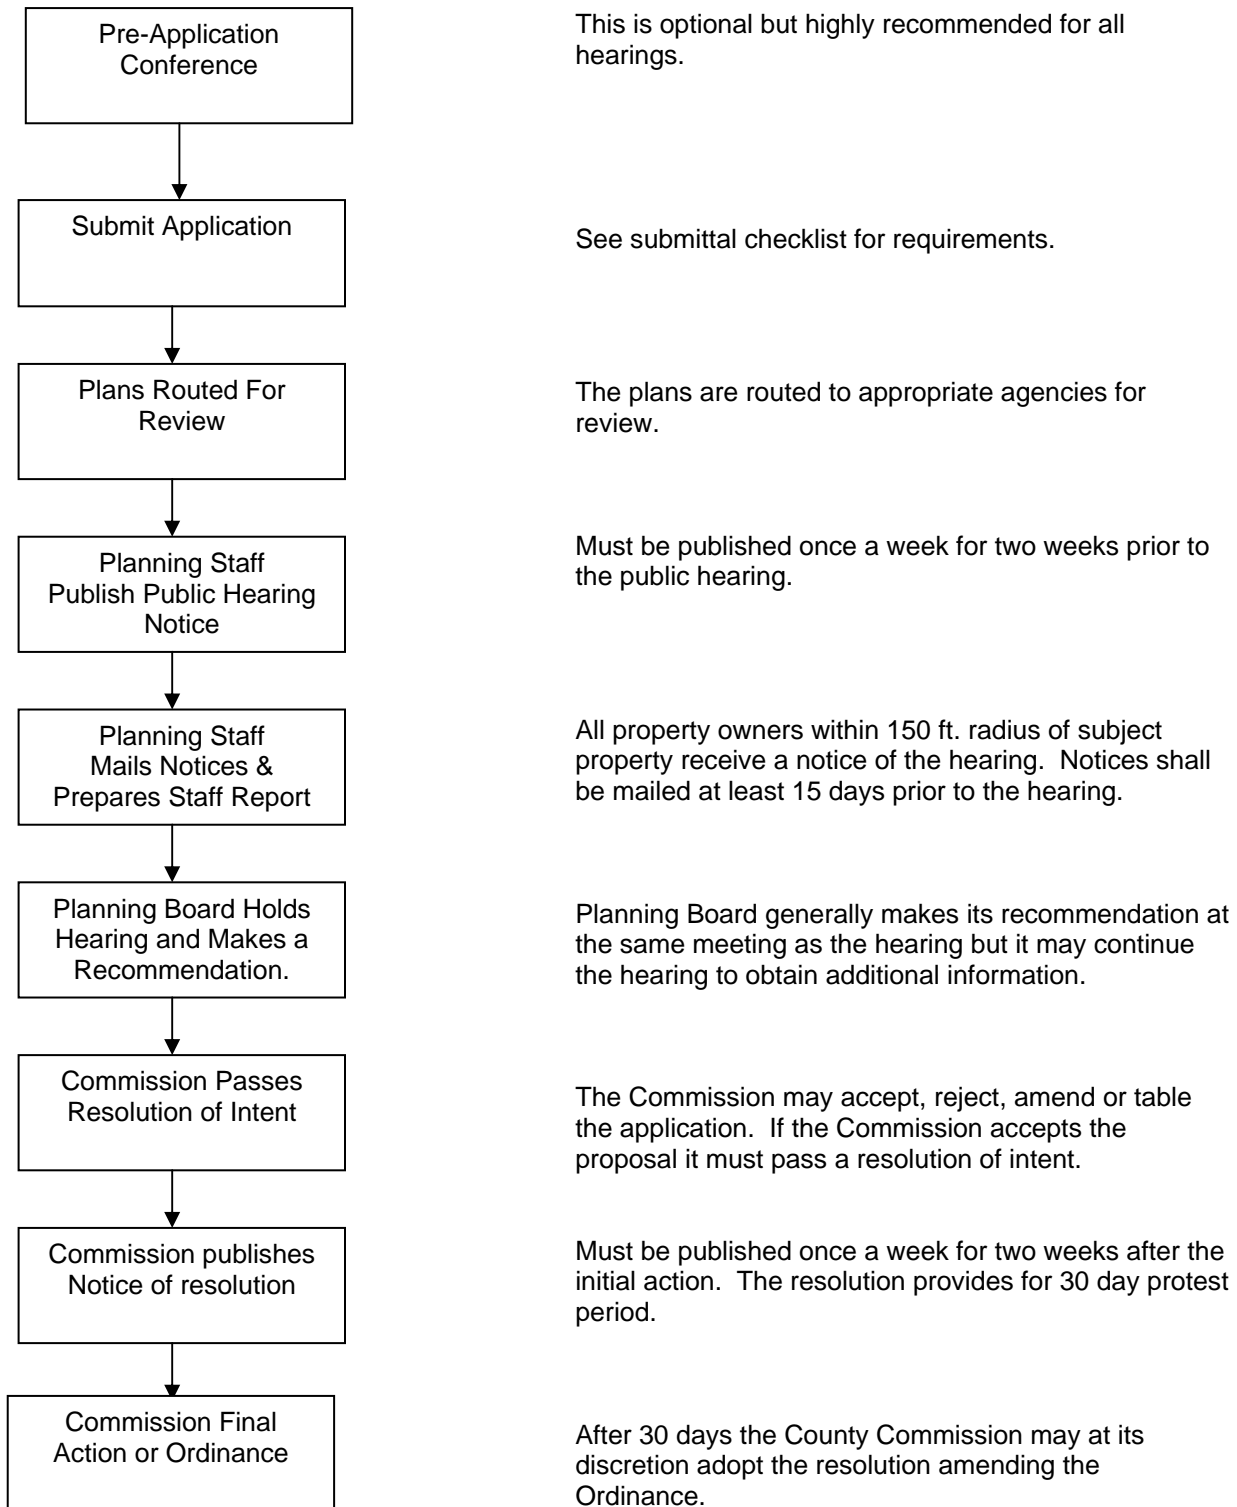 Pre-Application
Conference
This is optional but highly recommended for all
hearings.
Submit Application
See submittal checklist for requirements.
Plans Routed For
Review
The plans are routed to appropriate agencies for
review.
Planning Staff
Publish Public Hearing
Notice
Must be published once a week for two weeks prior to
the public hearing.
Planning Staff
Mails Notices &
Prepares Staff Report
All property owners within 150 ft. radius of subject
property receive a notice of the hearing.  Notices shall
be mailed at least 15 days prior to the hearing.
Planning Board Holds
Hearing and Makes a
Recommendation.
Planning Board generally makes its recommendation at
the same meeting as the hearing but it may continue
the hearing to obtain additional information.
Commission Passes
Resolution of Intent
The Commission may accept, reject, amend or table
the application.  If the Commission accepts the
proposal it must pass a resolution of intent.
Commission publishes
Notice of resolution
Must be published once a week for two weeks after the
initial action.  The resolution provides for 30 day protest
period.
Commission Final
Action or Ordinance
After 30 days the County Commission may at its
discretion adopt the resolution amending the
Ordinance.